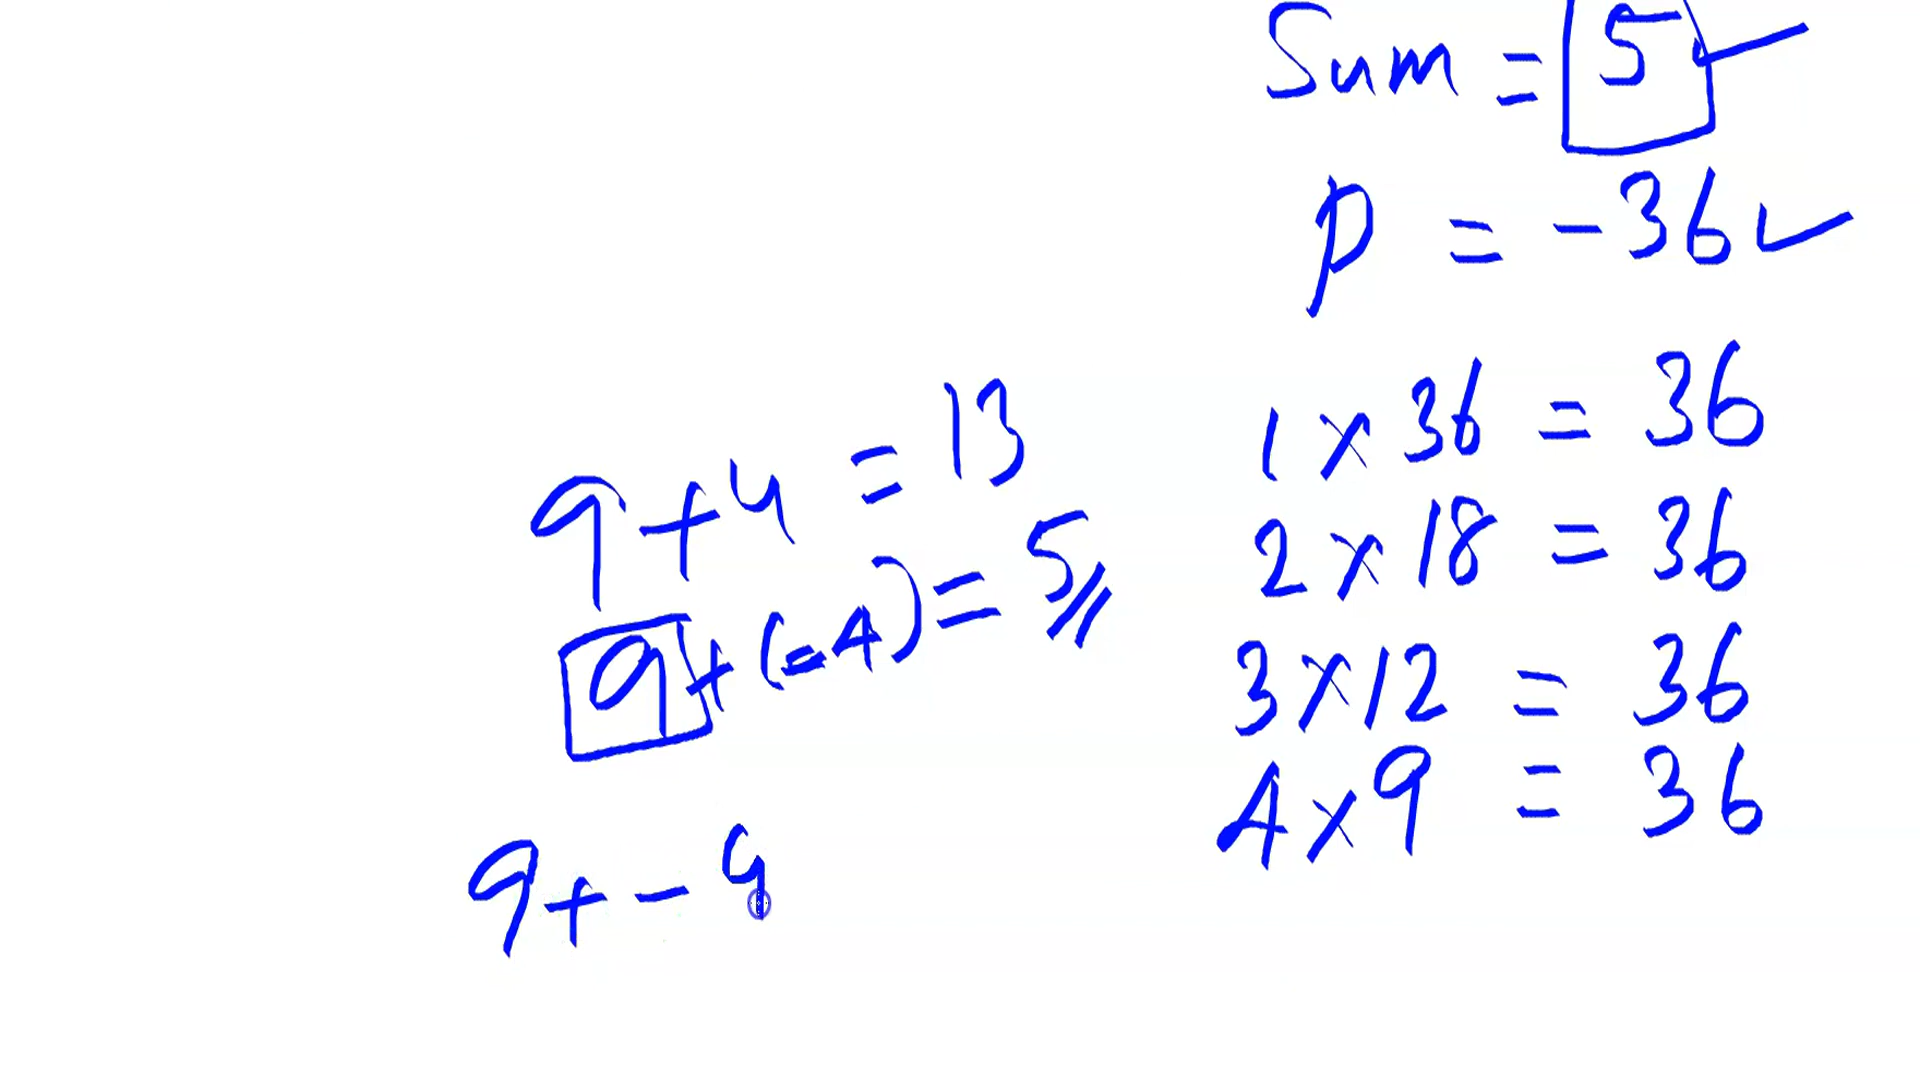 Sum = 5
p = -36
1 x 36 = 36
2 x 18 = 36
3 x 12 = 36
4 x 9 = 36
9 + 4 = 13
9 + (-4) = 5
9 + - 9